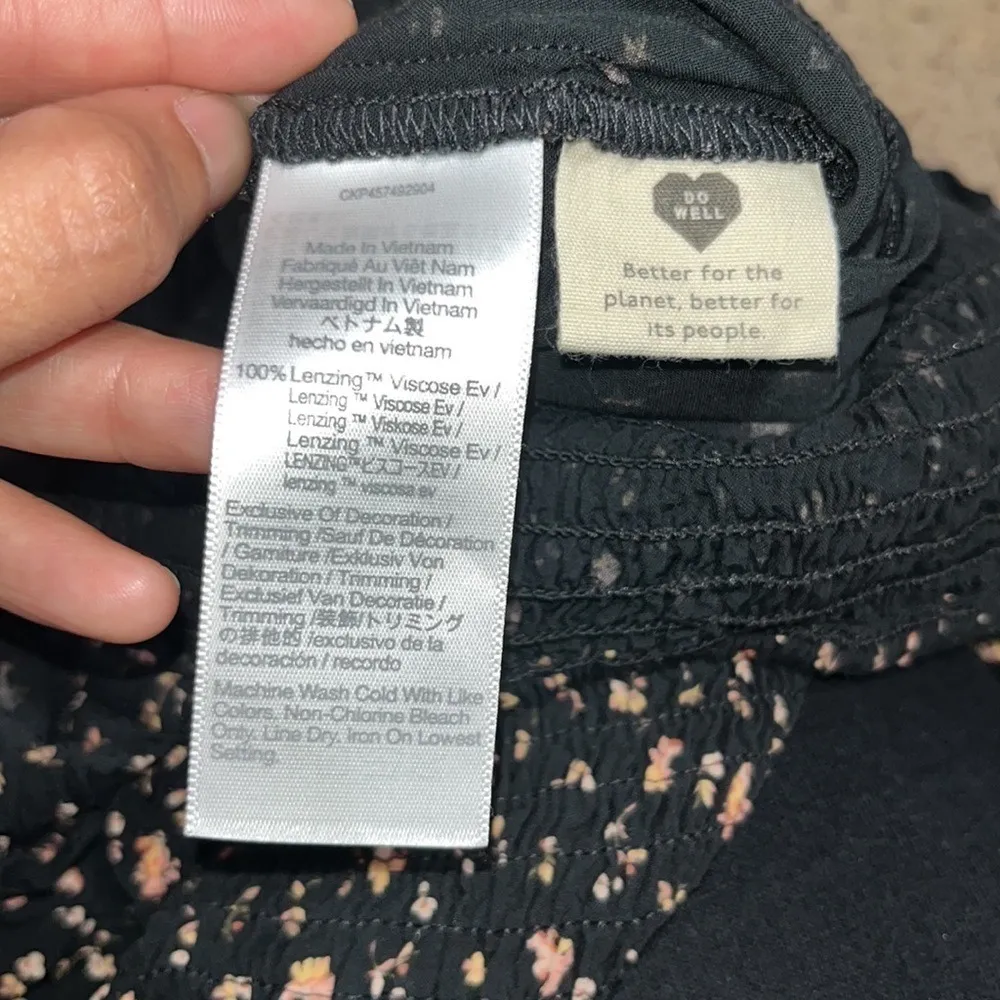 CKP457492904
Made In Vietnam
Fabriqué Au Viêt Nam
Hergestellt In Vietnam
Vervaardigd In Vietnam
ベトナム製
hecho en vietnam
100% Lenzing™ Viscose Ev /
Lenzing ™ Viscose Ev /
Lenzing ™ Viskose Ev /
Lenzing ™ Viscose Ev /
LENZING™ビスコースEV /
lenzing ™ viscosa ev
Exclusive Of Decoration /
Trimming /Sauf De Décoration
/ Garniture /Exklusiv Von
Dekoration / Trimming /
Exclusief Van Decoratie /
Trimming /装飾/トリミング
の排他的 /exclusivo de la
decoración / recordo
Machine Wash Cold With Like
Colors. Non-Chlorine Bleach
Only. Line Dry. Iron On Lowest
Setting.
DO
WELL
Better for the
planet, better for
its people.